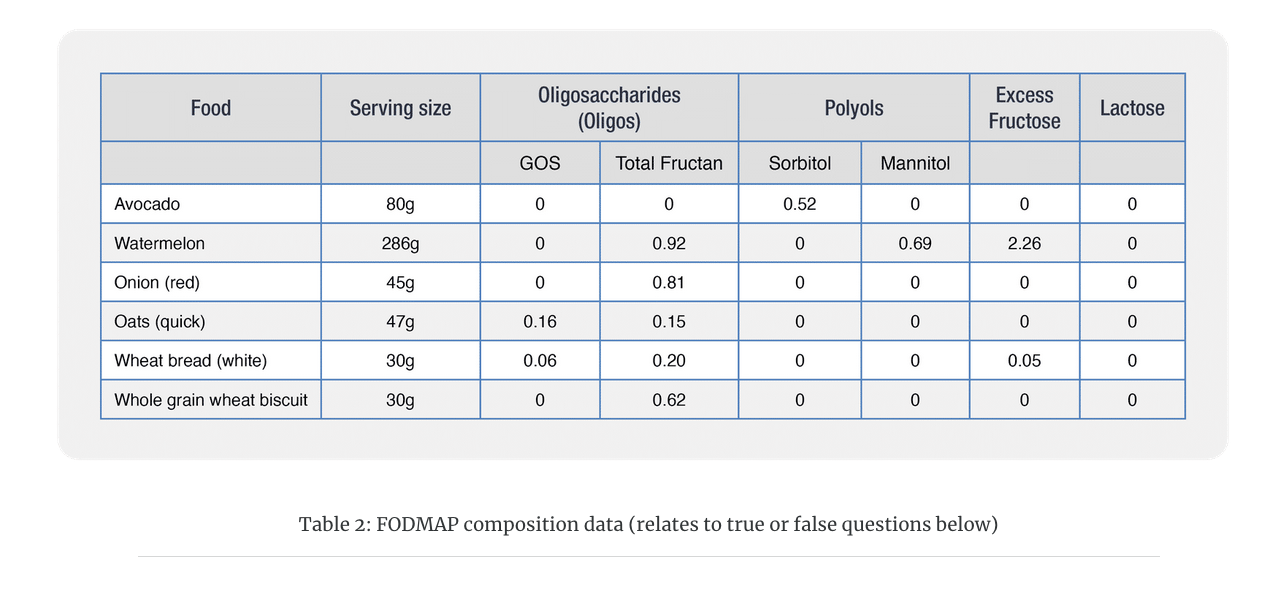 Food Serving size Oligosaccharides (Oligos) Polyols Excess Fructose Lactose
GOS Total Fructan Sorbitol Mannitol
Avocado 80g 0 0 0.52 0 0 0
Watermelon 286g 0 0.92 0 0.69 2.26 0
Onion (red) 45g 0 0.81 0 0 0 0
Oats (quick) 47g 0.16 0.15 0 0 0 0
Wheat bread (white) 30g 0.06 0.20 0 0 0.05 0
Whole grain wheat biscuit 30g 0 0.62 0 0 0 0
Table 2: FODMAP composition data (relates to true or false questions below)